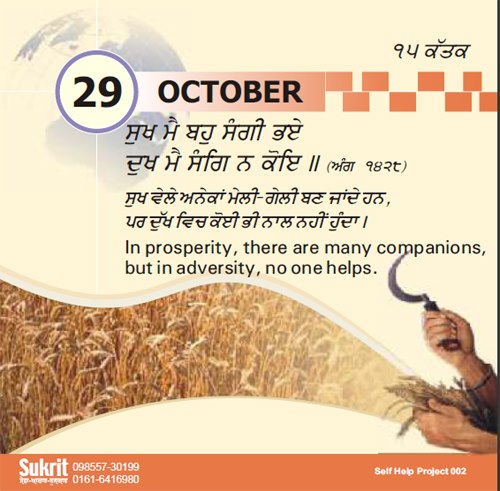 ੧੫ ਕੱਤਕ
29 OCTOBER
ਸੁਖ ਮੈ ਬਹੁ ਸੰਗੀ ਭਏ
ਦੁਖ ਮੈ ਸੰਗਿ ਨ ਕੋਇ ॥ (ਅੰਗ ੧੪੨੮)
ਸੁਖ ਵੇਲੇ ਅਨੇਕਾਂ ਮੇਲੀ-ਗੇਲੀ ਬਣ ਜਾਂਦੇ ਹਨ,
ਪਰ ਦੁੱਖ ਵਿਚ ਕੋਈ ਭੀ ਨਾਲ ਨਹੀਂ ਹੁੰਦਾ।
In prosperity, there are many companions,
but in adversity, no one helps.
Sukrit 098557-30199
0161-6416980
Self Help Project 002